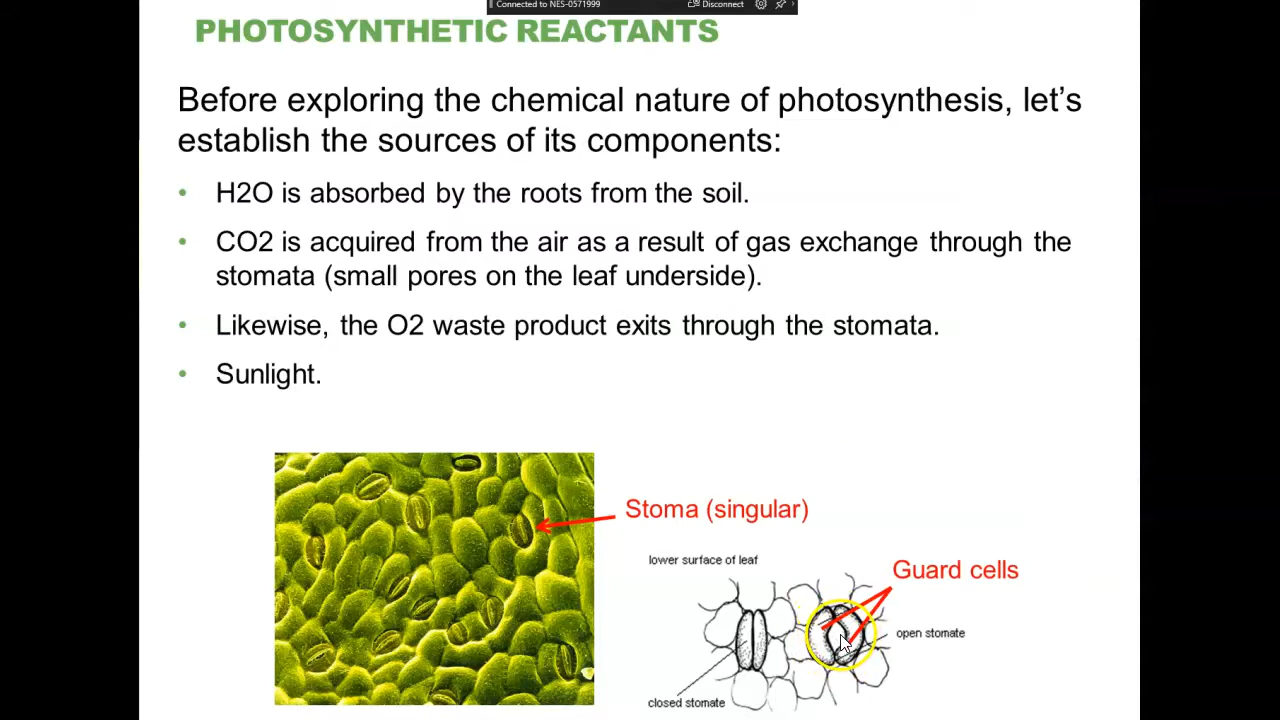 Connected to NES-0571999
Disconnect
PHOTOSYNTHETIC REACTANTS
Before exploring the chemical nature of photosynthesis, let's
establish the sources of its components:
• H2O is absorbed by the roots from the soil.
• CO2 is acquired from the air as a result of gas exchange through the
stomata (small pores on the leaf underside).
• Likewise, the O2 waste product exits through the stomata.
• Sunlight.
Stoma (singular)
lower surface of leaf
Guard cells
open stomate
closed stomate